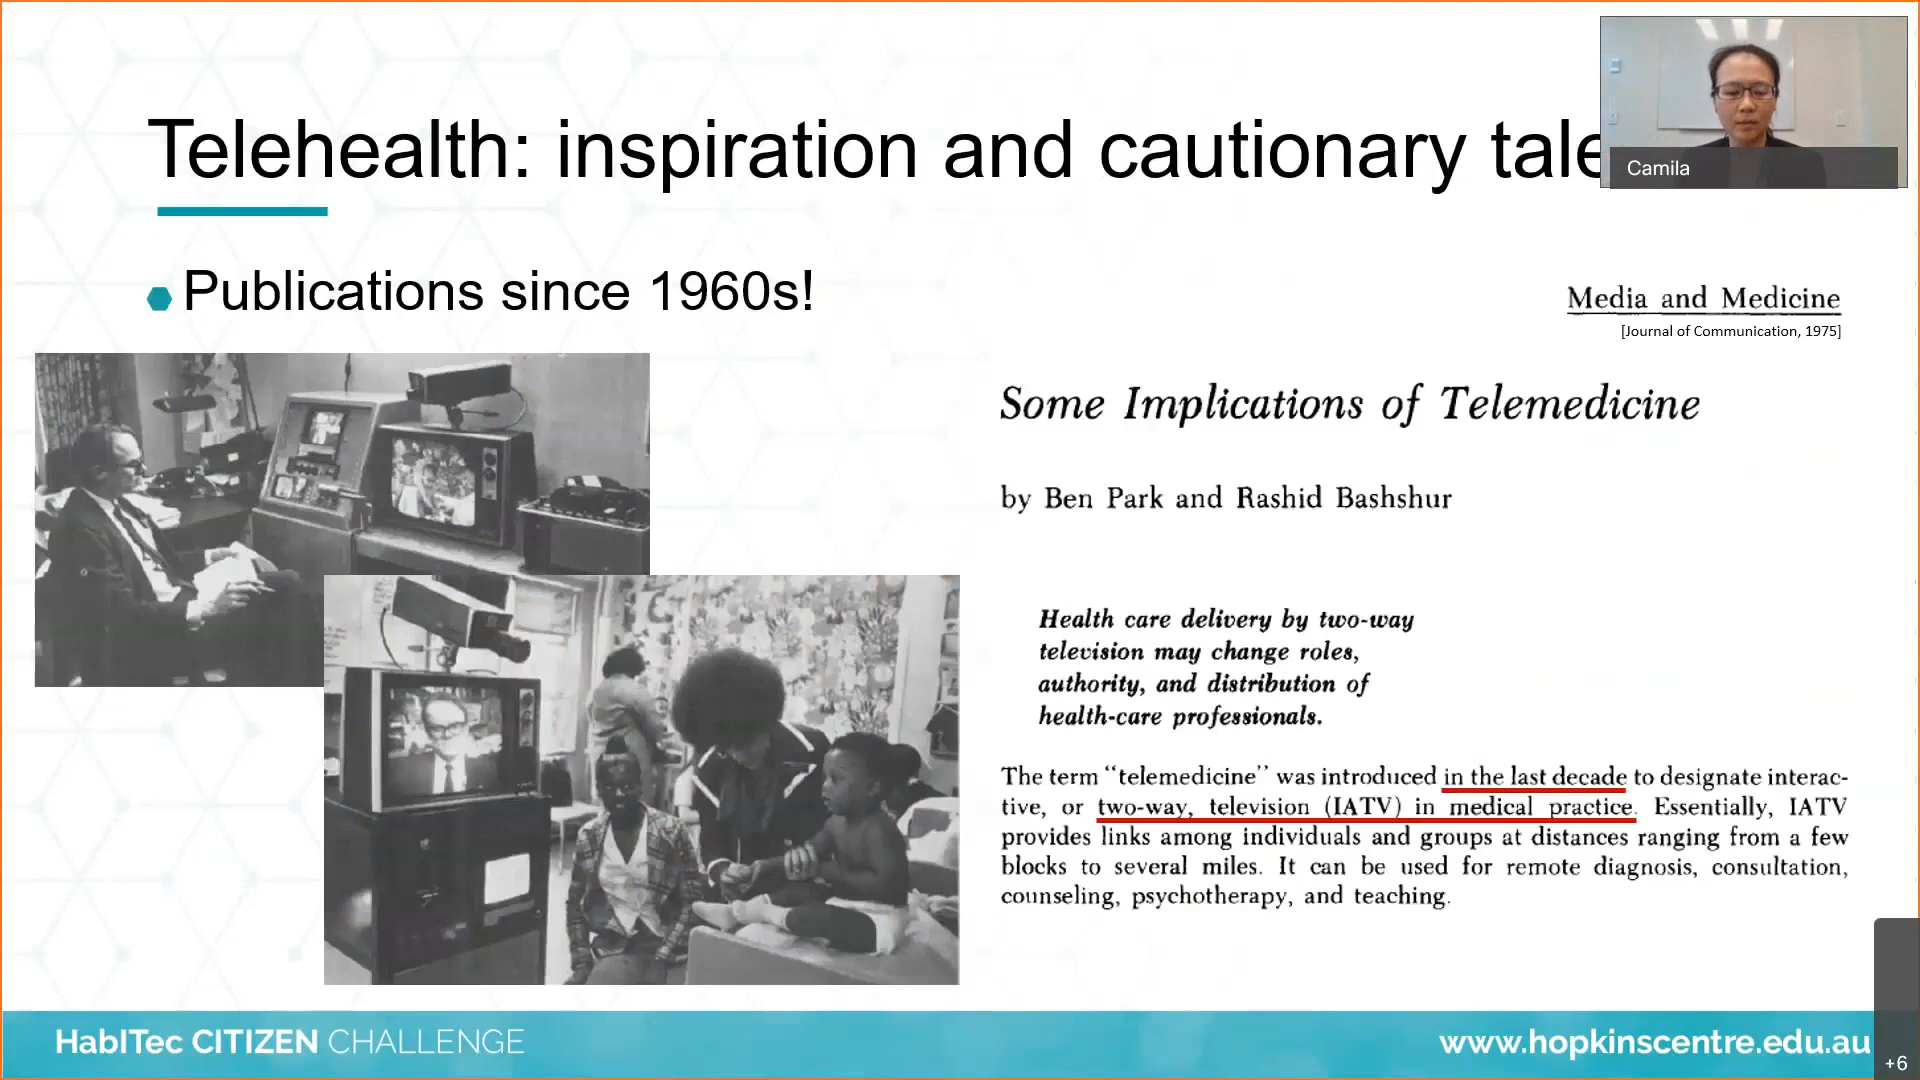 Telehealth: inspiration and cautionary tale
Camila
Publications since 1960s!
Media and Medicine
[Journal of Communication, 1975]
Some Implications of Telemedicine
by Ben Park and Rashid Bashshur
Health care delivery by two-way
television may change roles,
authority, and distribution of
health-care professionals.
The term “telemedicine” was introduced in the last decade to designate interac-
tive, or two-way, television (IATV) in medical practice. Essentially, IATV
provides links among individuals and groups at distances ranging from a few
blocks to several miles. It can be used for remote diagnosis, consultation,
counseling, psychotherapy, and teaching.
HabITec CITIZEN CHALLENGE
www.hopkinscentre.edu.au
+6